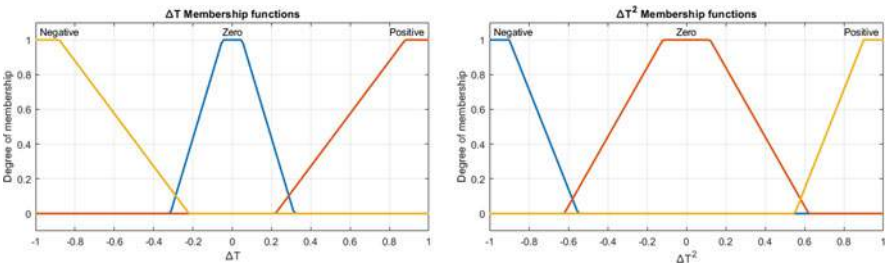 ΔT Membership functions
Negative
Zero
Positive
1
0.8
0.6
0.4
0.2
0
Degree of membership
-1
-0.8
-0.6
-0.4
-0.2
0
0.2
0.4
0.6
0.8
1
ΔT
ΔT² Membership functions
Negative
Zero
Positive
1
0.8
0.6
0.4
0.2
0
Degree of membership
-1
-0.8
-0.6
-0.4
-0.2
0
0.2
0.4
0.6
0.8
1
ΔT²